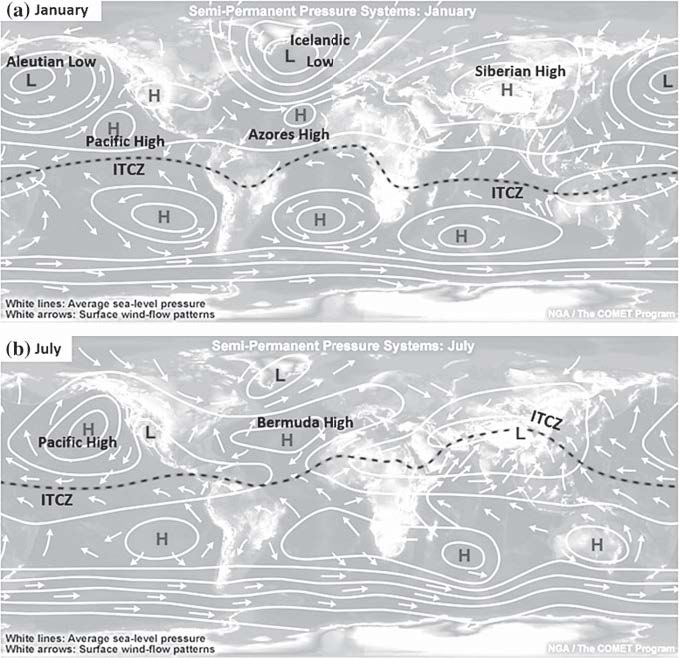 (a) January
Semi-Permanent Pressure Systems: January
Icelandic
Low
L
Aleutian Low
L
H
Siberian High
H
L
H
Pacific High
H
Azores High
ITCZ
ITCZ
H
H
H
White lines: Average sea-level pressure
White arrows: Surface wind-flow patterns
NGA / The COMET Program
(b) July
Semi-Permanent Pressure Systems: July
L
H
Pacific High
L
Bermuda High
H
ITCZ
L
ITCZ
H
H
H
White lines: Average sea-level pressure
White arrows: Surface wind-flow patterns
NGA / The COMET Program